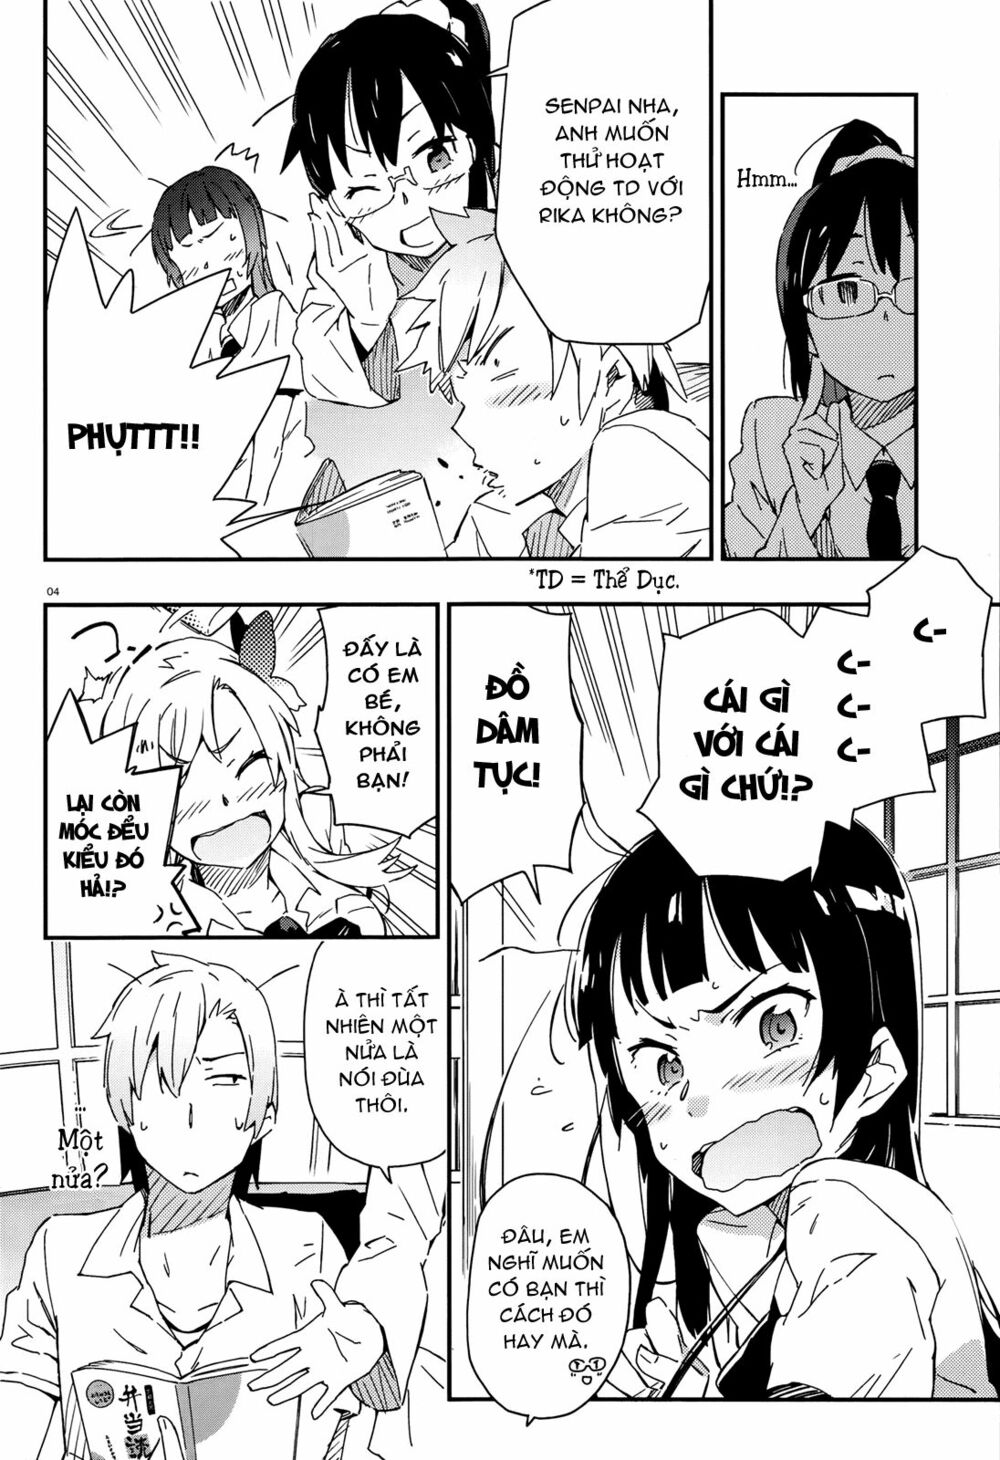 Hmm...
SENPAI NHA,
ANH MUỐN
THỬ HOẠT
ĐỘNG TD VỚI
RIKA KHÔNG?
PHỤTTT!!
*TD = Thể Dục.
04
C-
C-
C-
C-
CÁI GÌ
VỚI CÁI
GÌ CHỨ!?
ĐỒ
DÂM
TỤC!
ĐÂU, EM
NGHĨ MUỐN
CÓ BẠN THÌ
CÁCH ĐÓ
HAY MÀ.
ĐẤY LÀ
CÓ EM
BÉ,
KHÔNG
PHẢI
BẠN!
LẠI CÒN
MÓC ĐỂU
KIỂU ĐÓ
HẢ!?
À THÌ TẤT
NHIÊN MỘT
NỬA LÀ
NÓI ĐÙA
THÔI.
...
Một
nửa?
弁当